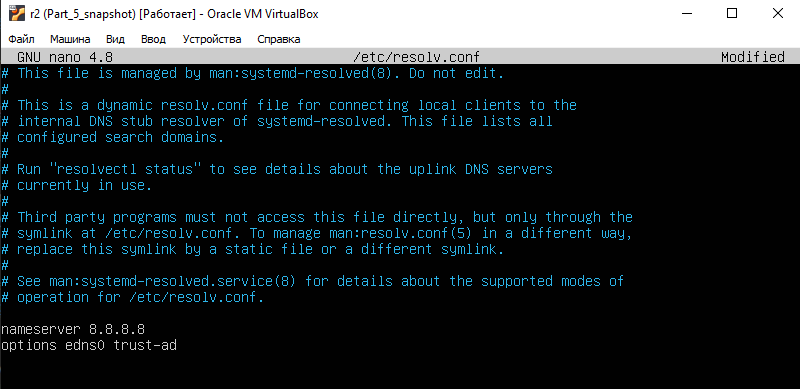 r2 (Part_5_snapshot) [Работает] - Oracle VM VirtualBox
Файл Машина Вид Ввод Устройства Справка
GNU nano 4.8 /etc/resolv.conf Modified
# This file is managed by man:systemd-resolved(8). Do not edit.
#
# This is a dynamic resolv.conf file for connecting local clients to the
# internal DNS stub resolver of systemd-resolved. This file lists all
# configured search domains.
#
# Run "resolvectl status" to see details about the uplink DNS servers
# currently in use.
#
# Third party programs must not access this file directly, but only through the
# symlink at /etc/resolv.conf. To manage man:resolv.conf(5) in a different way,
# replace this symlink by a static file or a different symlink.
#
# See man:systemd-resolved.service(8) for details about the supported modes of
# operation for /etc/resolv.conf.
nameserver 8.8.8.8
options edns0 trust-ad